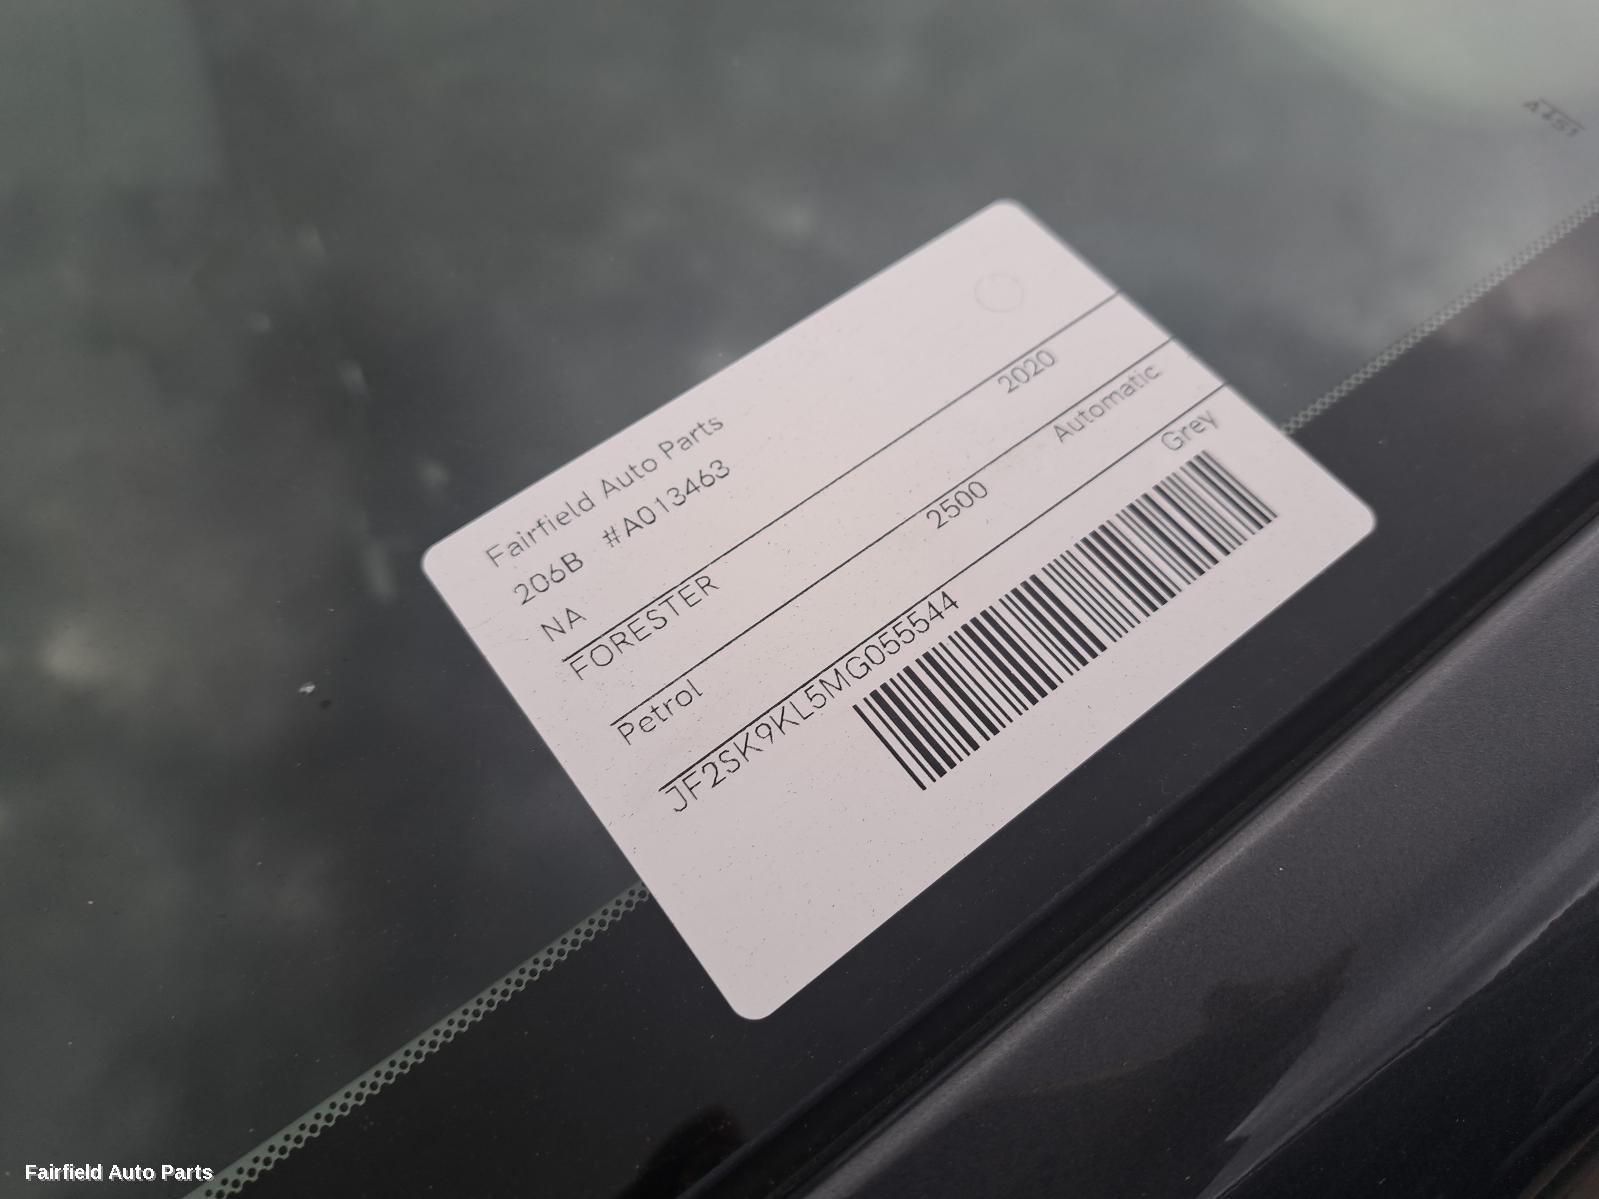 Fairfield Auto Parts
206B #A013463
NA
FORESTER 2020
Petrol 2500 Automatic
JF2SK9KL5MG055544 Grey
Fairfield Auto Parts